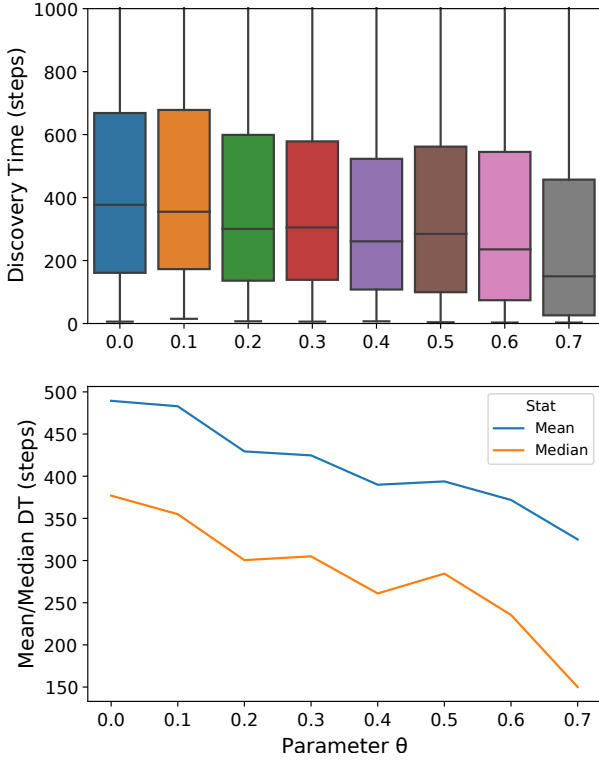 1000
800
600
400
200
0
Discovery Time (steps)
0.0 0.1 0.2 0.3 0.4 0.5 0.6 0.7
500
450
400
350
300
250
200
150
Mean/Median DT (steps)
Stat
Mean
Median
0.0 0.1 0.2 0.3 0.4 0.5 0.6 0.7
Parameter θ